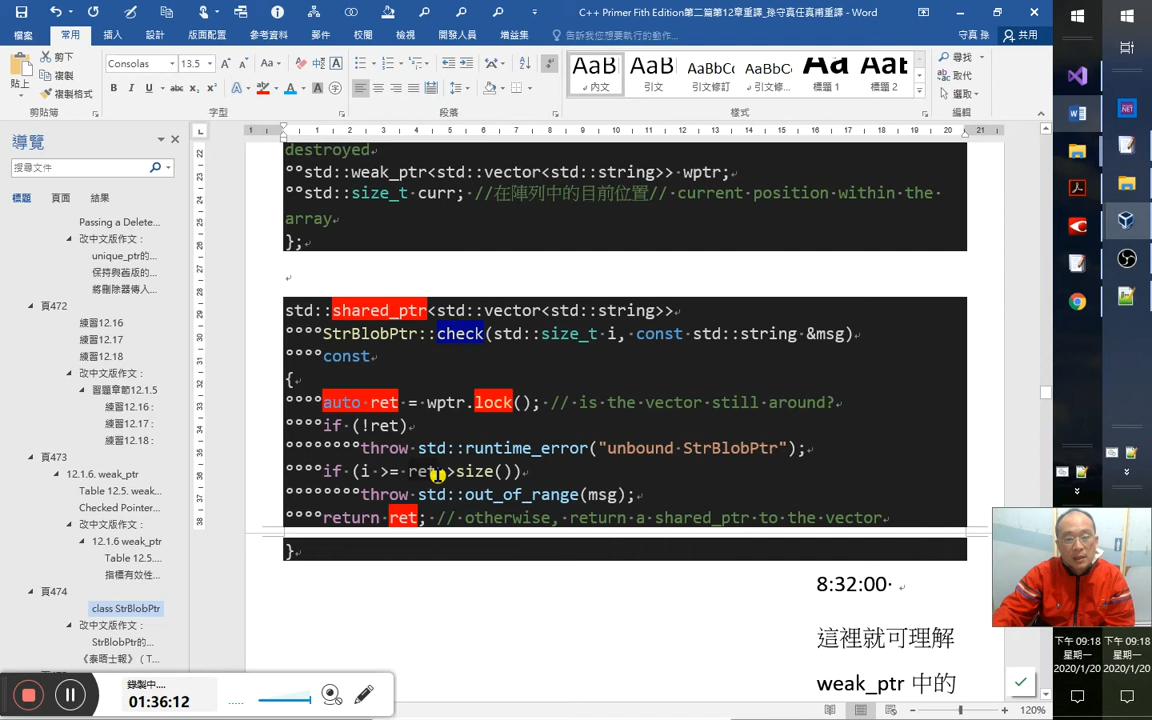 C++ Primer Fith Edition第二篇第12章重譯_孫守真任真甫重譯 - Word
檔案 常用 插入 設計 版面配置 參考資料 郵件 校閱 檢視 開發人員 增益集 告訴我您想要執行的動作... 守真 孫 共用
貼上 剪下 複製 複製格式
Consolas 13.5
AaBb AaBb AaBbC AaBbC AaBb AaBb
內文 引文 引文修訂 引文修... 標題 1 標題 2
尋找 取代 選取
剪貼簿 字型 段落 樣式 編輯
導覽
搜尋文件
標題 頁面 結果
Passing a Delete...
改中文版作文：
unique_ptr的...
保持與舊版的...
將刪除器傳入...
頁472
練習12.16
練習12.17
練習12.18
改中文版作文：
習題章節12.1.5
練習12.16：
練習12.17：
練習12.18：
頁473
12.1.6. weak_ptr
Table 12.5. weak...
Checked Pointer...
改中文版作文：
12.1.6 weak_ptr
Table 12.5....
指標有效性...
頁474
class StrBlobPtr
改中文版作文：
StrBlobPtr的...
《泰晤士報》 ( T...
destroyed
std::weak_ptr<std::vector<std::string>> wptr;
std::size_t curr; //在陣列中的目前位置// current position within the
array
};
std::shared_ptr<std::vector<std::string>>
StrBlobPtr::check(std::size_t i, const std::string &msg)
const
{
auto ret = wptr.lock(); // is the vector still around?
if (!ret)
throw std::runtime_error("unbound StrBlobPtr");
if (i >= ret->size())
throw std::out_of_range(msg);
return ret; // otherwise, return a shared_ptr to the vector
}
8:32:00
這裡就可理解
weak_ptr 中的
錄製中....
01:36:12
120%
下午 09:18
星期一
2020/1/20
下午 09:18
星期一
2020/1/20